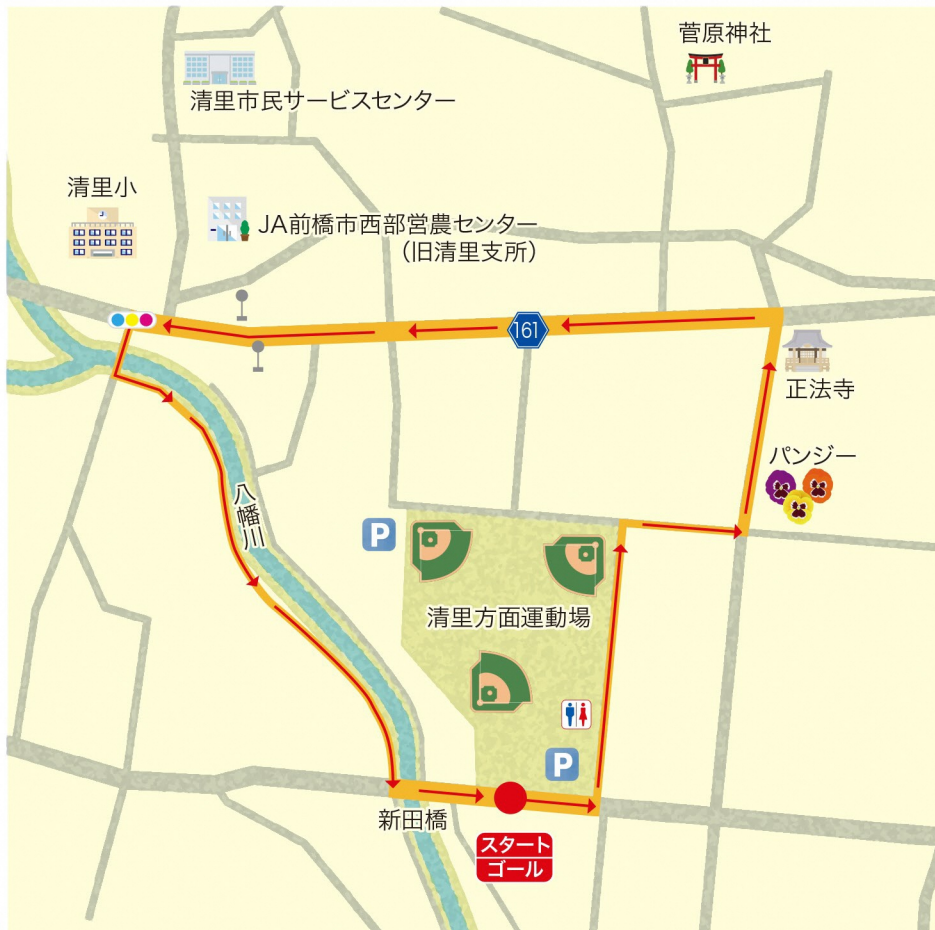 菅原神社
清里市民サービスセンター
清里小
JA前橋市西部営農センター
(旧清里支所)
161
正法寺
パンジー
八幡川
P
清里方面運動場
P
新田橋
スタート
ゴール